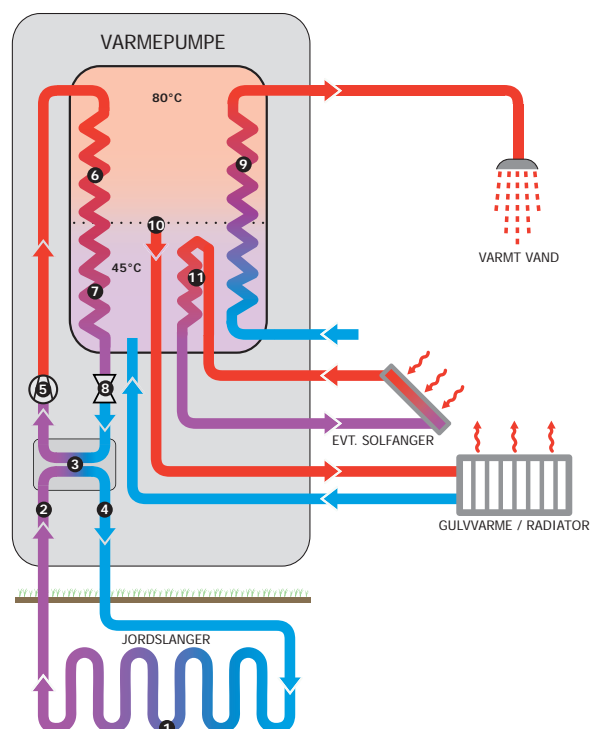 VARMEPUMPE
80°C
6
9
10
45°C
11
7
VARMT VAND
5
8
EVT. SOLFANGER
3
2
4
GULVVARME / RADIATOR
JORDSLANGER
1